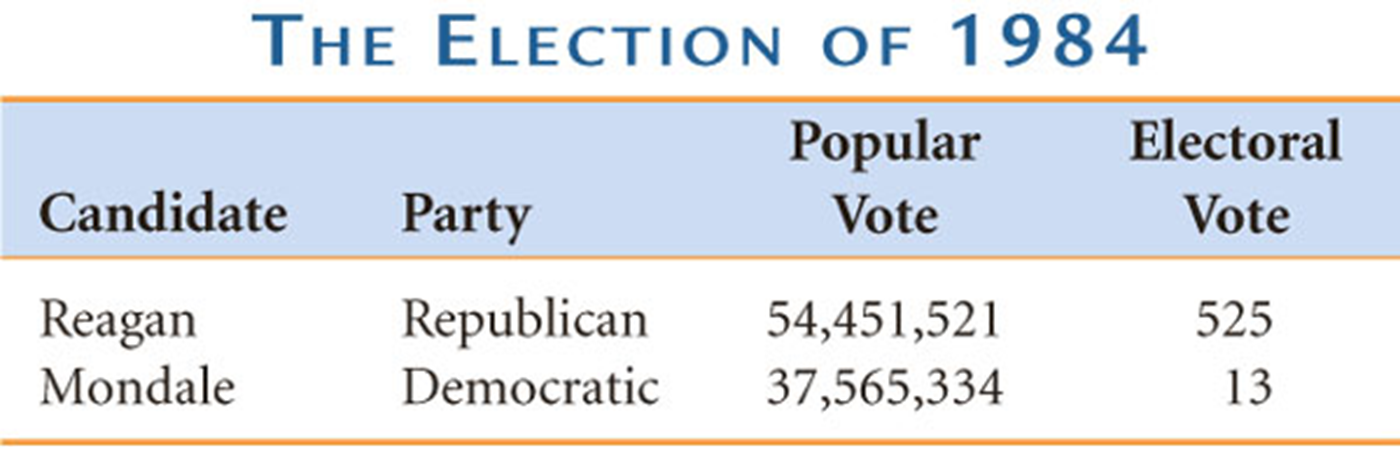 THE ELECTION OF 1984
Popular Electoral
Candidate Party Vote Vote
Reagan Republican 54,451,521 525
Mondale Democratic 37,565,334 13